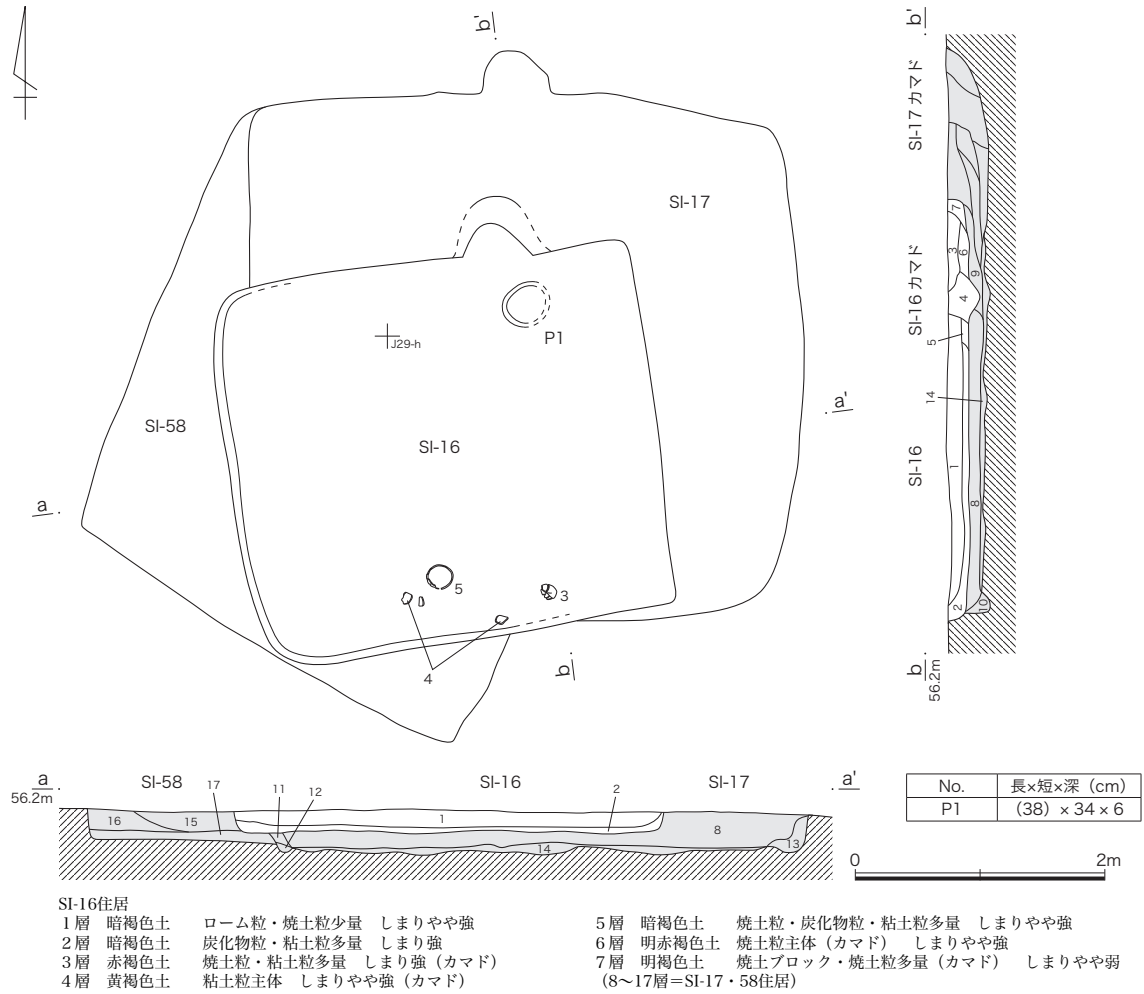 b'
SI-17
P1
J29-h
SI-58
SI-16
a'
a
5
3
4
b
b'
SI-17 カマド
SI-16 カマド
SI-16
7
3
6
9
4
5
14
1
8
2
10
b
56.2m
a
56.2m
SI-58
SI-16
SI-17
a'
17
11
12
2
16
15
1
8
14
13
No. 長×短×深（cm）
P1 （38）× 34 × 6
0 2m
SI-16住居
1層 暗褐色土 ローム粒・焼土粒少量 しまりやや強
2層 暗褐色土 炭化物粒・粘土粒多量 しまり強
3層 赤褐色土 焼土粒・粘土粒多量 しまり強（カマド）
4層 黄褐色土 粘土粒主体 しまりやや強（カマド）
5層 暗褐色土 焼土粒・炭化物粒・粘土粒多量 しまりやや強
6層 明赤褐色土 焼土粒主体（カマド） しまりやや強
7層 明褐色土 焼土ブロック・焼土粒多量（カマド） しまりやや弱
（8〜17層＝SI-17・58住居）